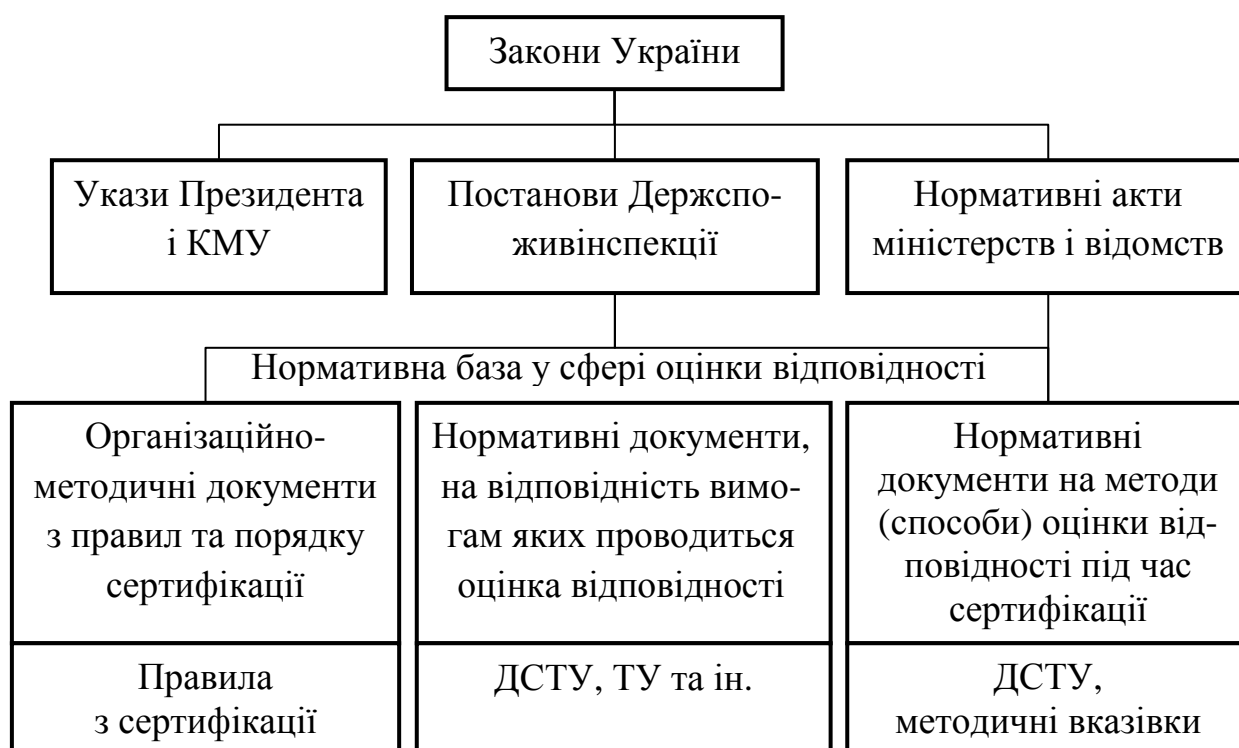 Закони України
Укази Президента
і КМУ
Постанови Держспо-
живінспекції
Нормативні акти
міністерств і відомств
Нормативна база у сфері оцінки відповідності
Організаційно-
методичні документи
з правил та порядку
сертифікації
Нормативні документи,
на відповідність вимо-
гам яких проводиться
оцінка відповідності
Нормативні
документи на методи
(способи) оцінки від-
повідності під час
сертифікації
Правила
з сертифікації
ДСТУ, ТУ та ін.
ДСТУ,
методичні вказівки